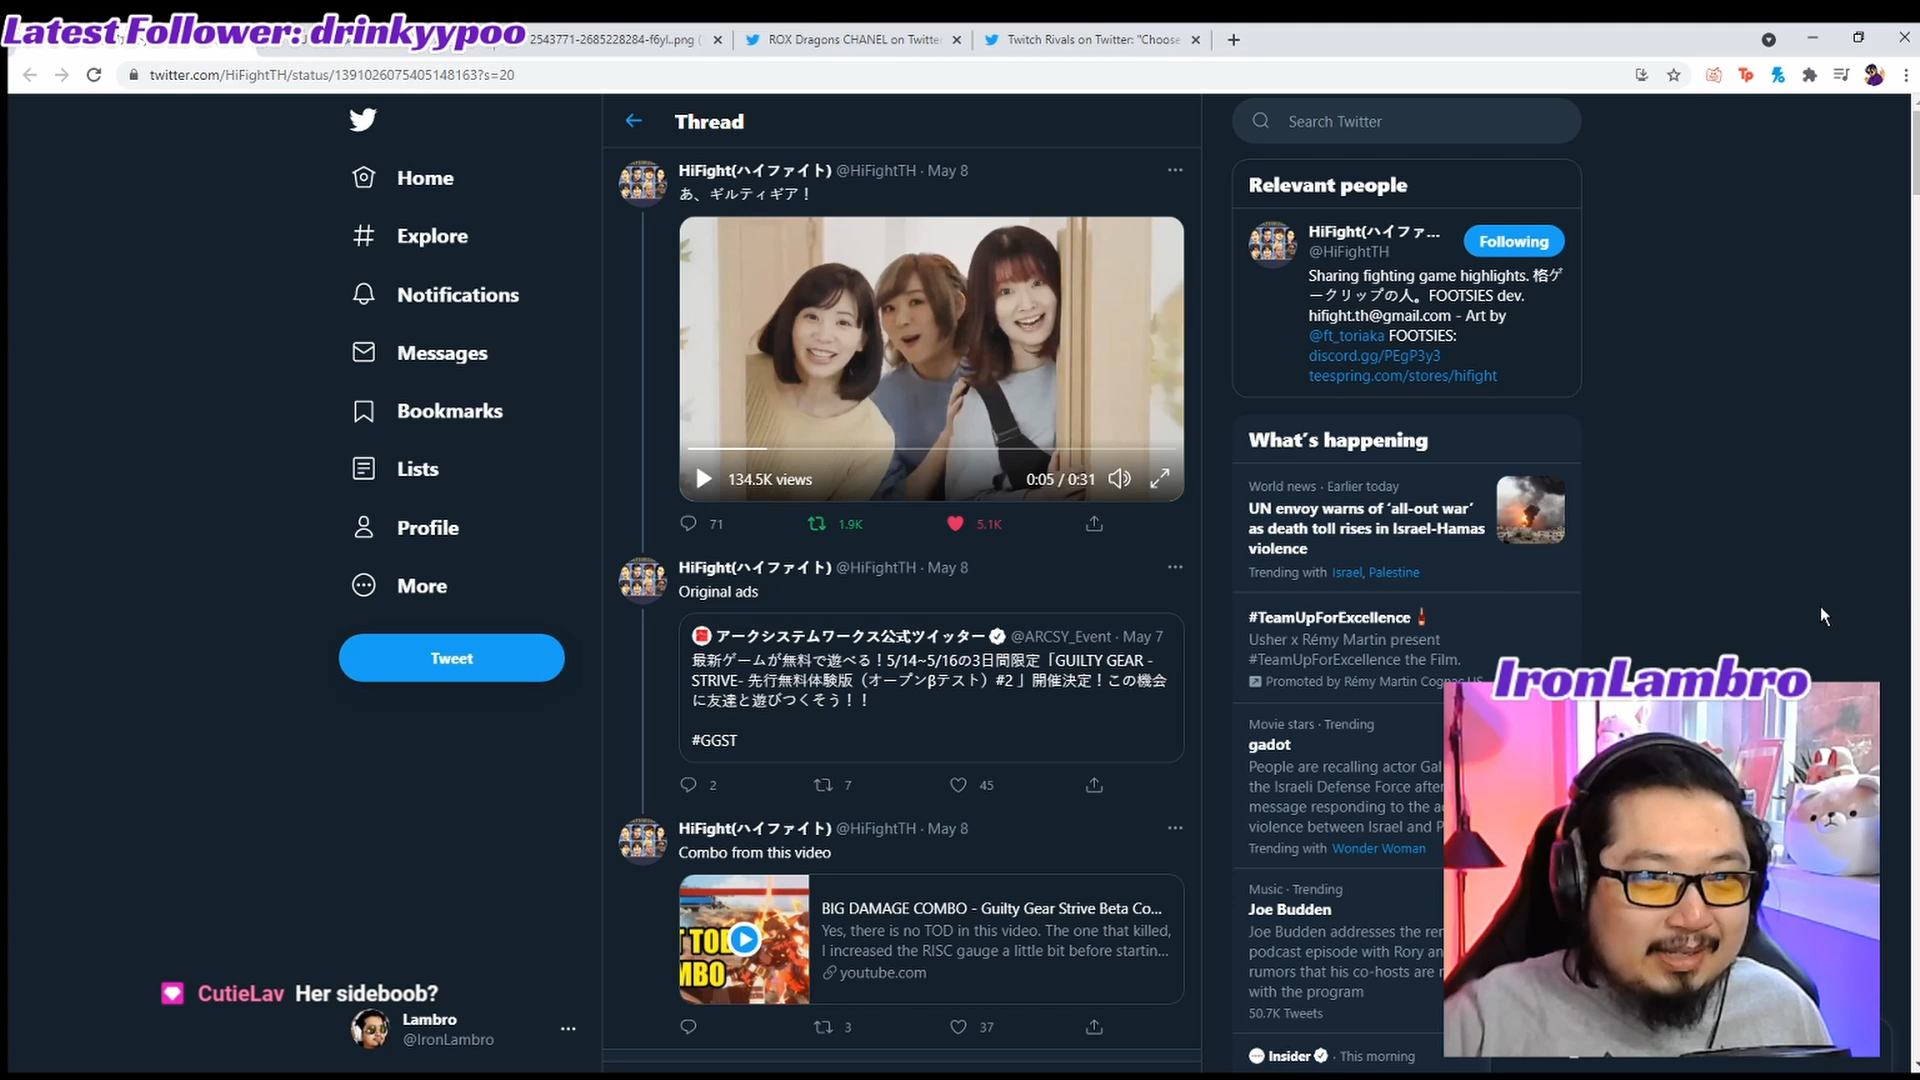 Latest Follower: drinkyypoo
2543771-2685228284-f6yl..png (
ROX Dragons CHANEL on Twitter
Twitch Rivals on Twitter: "Choose
twitter.com/HiFightTH/status/1391026075405148163?s=20
Home
Explore
Notifications
Messages
Bookmarks
Lists
Profile
More
Tweet
CutieLav Her sideboob?
Lambro
@IronLambro
Thread
HiFight(ハイファイト) @HiFightTH · May 8
あ、ギルティギア！
134.5K views
0:05 / 0:31
71
1.9K
5.1K
HiFight(ハイファイト) @HiFightTH · May 8
Original ads
アークシステムワークス公式ツイッター @ARCSY_Event · May 7
最新ゲームが無料で遊べる！5/14~5/16の3日間限定「GUILTY GEAR -
STRIVE- 先行無料体験版（オープンβテスト）#2 」開催決定！この機会
に友達と遊びつくそう！！
#GGST
2
7
45
HiFight(ハイファイト) @HiFightTH · May 8
Combo from this video
BIG DAMAGE COMBO - Guilty Gear Strive Beta Co...
Yes, there is no TOD in this video. The one that killed,
I increased the RISC gauge a little bit before startin...
youtube.com
3
37
Search Twitter
Relevant people
HiFight(ハイファ...
@HiFightTH
Following
Sharing fighting game highlights. 格ゲ
ークリップの人。FOOTSIES dev.
hifight.th@gmail.com - Art by
@ft_toriaka FOOTSIES:
discord.gg/PEgP3y3
teespring.com/stores/hifight
What's happening
World news · Earlier today
UN envoy warns of 'all-out war'
as death toll rises in Israel-Hamas
violence
Trending with Israel, Palestine
#TeamUpForExcellence
Usher x Rémy Martin present
#TeamUpForExcellence the Film.
Promoted by Rémy Martin Cognac US
IronLambro
Movie stars · Trending
gadot
People are recalling actor Gal
the Israeli Defense Force after
message responding to the
violence between Israel and P
Trending with Wonder Woman
Music · Trending
Joe Budden
Joe Budden addresses the
podcast episode with Rory
rumors that his co-hosts are
with the program
50.7K Tweets
Insider · This morning